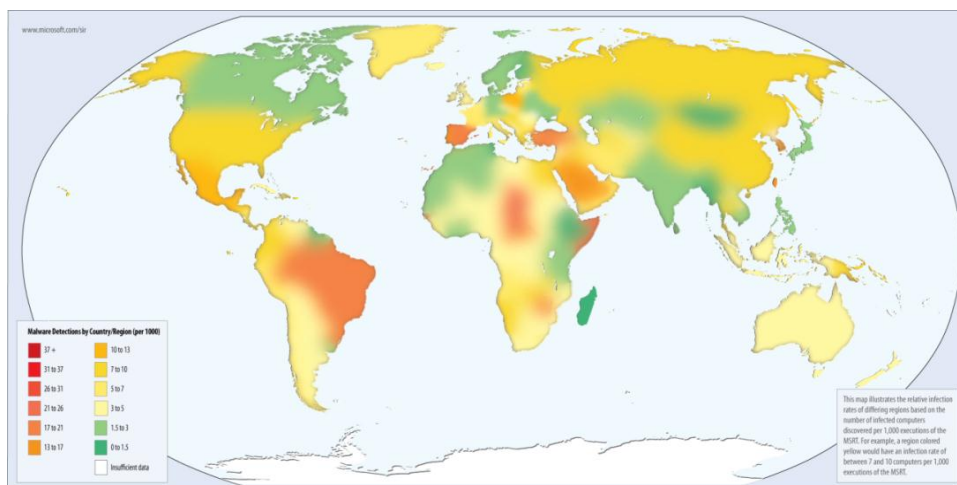 www.microsoft.com/sir
Malware Detections by Country/Region (per 1000)
37 +
31 to 37
26 to 31
21 to 26
17 to 21
13 to 17
10 to 13
7 to 10
5 to 7
3 to 5
1.5 to 3
0 to 1.5
Insufficient data
This map illustrates the relative infection
rates of differing regions based on the
number of infected computers
discovered per 1,000 executions of the
MSRT. For example, a region colored
yellow would have an infection rate of
between 7 and 10 computers per 1,000
executions of the MSRT.